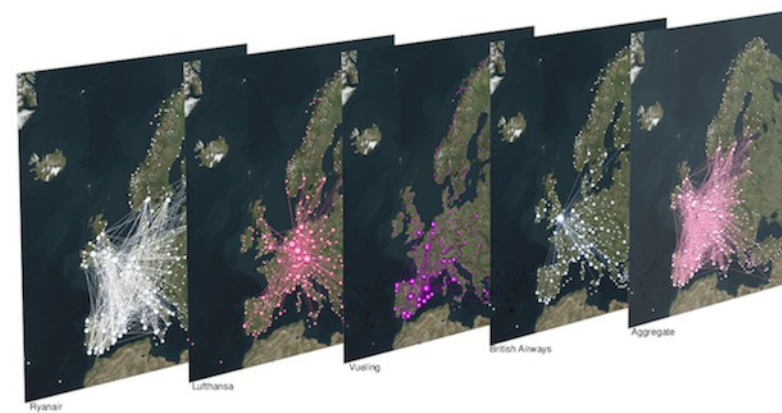 Ryanair
Lufthansa
Vueling
British Airways
Aggregate